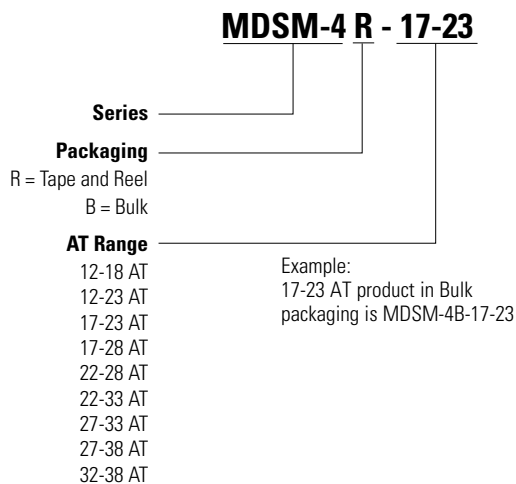 MDSM-4 R - 17-23
Series
Packaging
R = Tape and Reel
B = Bulk
AT Range
12-18 AT
12-23 AT
17-23 AT
17-28 AT
22-28 AT
22-33 AT
27-33 AT
27-38 AT
32-38 AT
Example:
17-23 AT product in Bulk
packaging is MDSM-4B-17-23